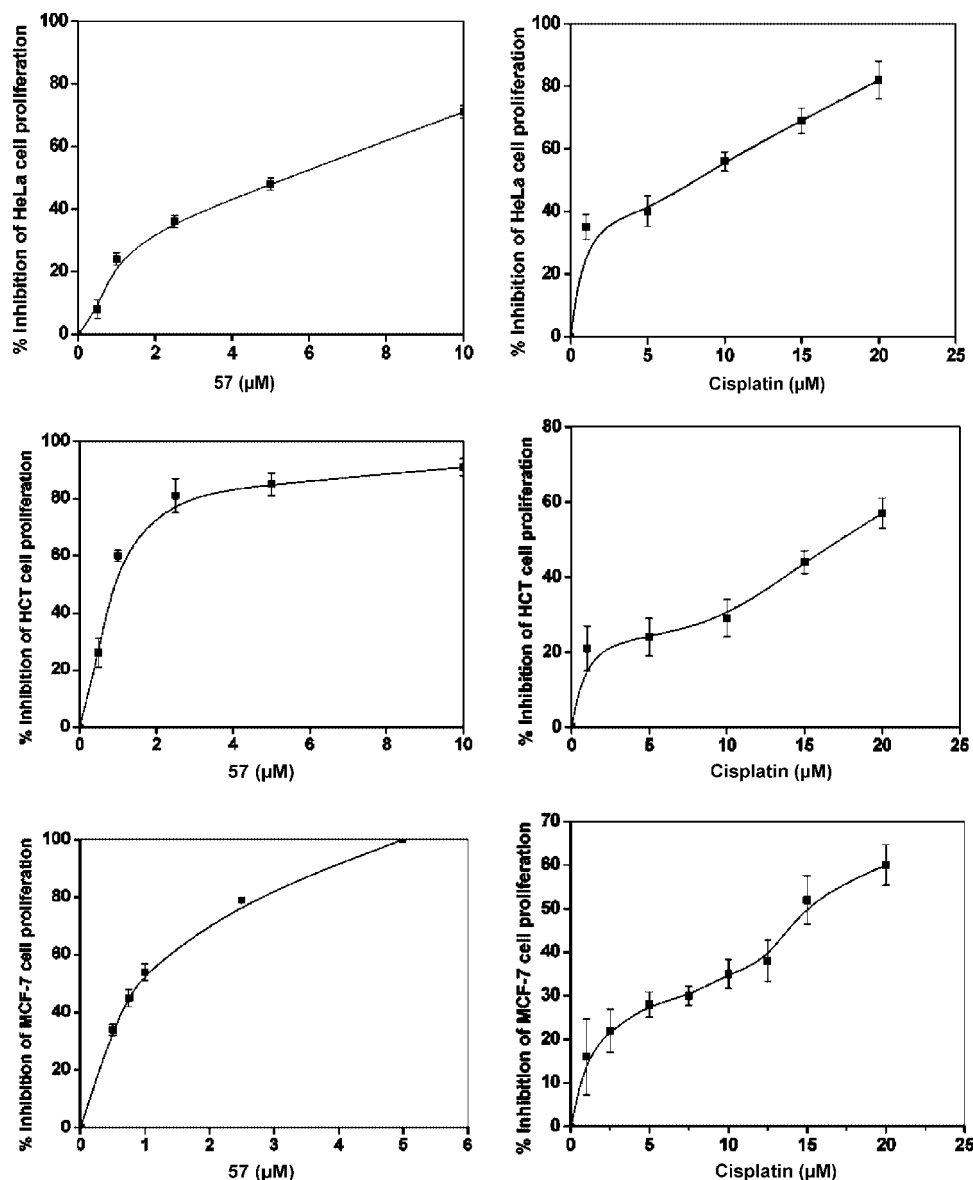 % Inhibition of HeLa cell proliferation
100
80
60
40
20
0
0 2 4 6 8 10
57 (µM)
% Inhibition of HeLa cell proliferation
100
80
60
40
20
0
0 5 10 15 20 25
Cisplatin (µM)
% Inhibition of HCT cell proliferation
100
80
60
40
20
0
0 2 4 6 8 10
57 (µM)
% Inhibition of HCT cell proliferation
80
60
40
20
0
0 5 10 15 20 25
Cisplatin (µM)
% Inhibition of MCF-7 cell proliferation
100
80
60
40
20
0
0 1 2 3 4 5 6
57 (µM)
% Inhibition of MCF-7 cell proliferation
70
60
50
40
30
20
10
0
0 5 10 15 20 25
Cisplatin (µM)